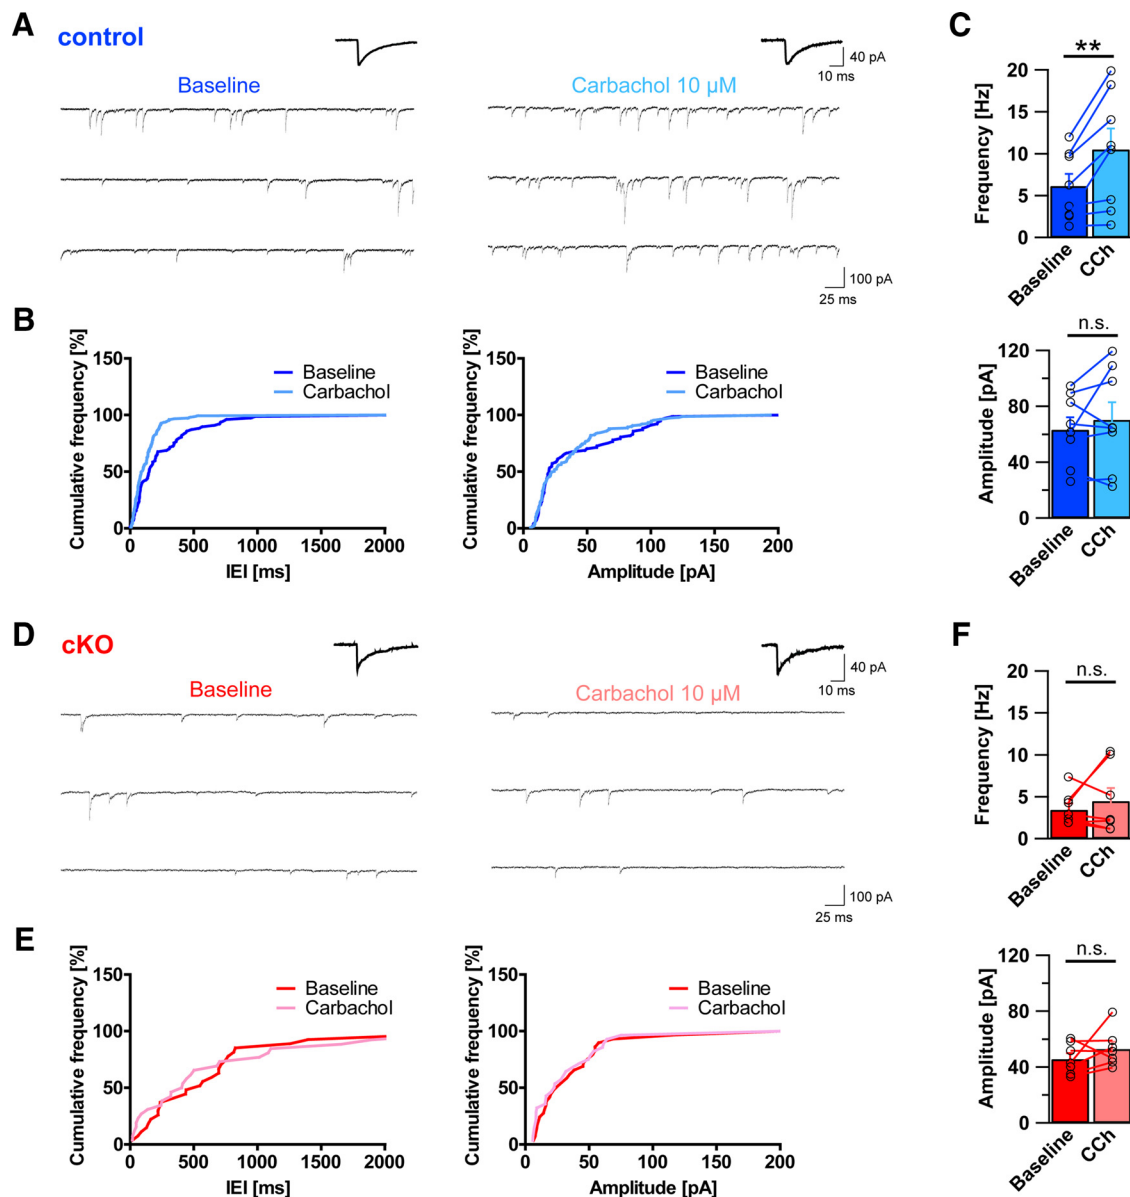 A
control
Baseline
Carbachol 10 µM
40 pA
10 ms
100 pA
25 ms
B
Cumulative frequency [%]
150
100
50
0
Baseline
Carbachol
0 500 1000 1500 2000
IEI [ms]
Cumulative frequency [%]
150
100
50
0
Baseline
Carbachol
0 50 100 150 200
Amplitude [pA]
C
**
Frequency [Hz]
20
15
10
5
0
Baseline
CCh
n.s.
Amplitude [pA]
120
80
40
0
Baseline
CCh
D
cKO
Baseline
Carbachol 10 µM
40 pA
10 ms
100 pA
25 ms
E
Cumulative frequency [%]
150
100
50
0
Baseline
Carbachol
0 500 1000 1500 2000
IEI [ms]
Cumulative frequency [%]
150
100
50
0
Baseline
Carbachol
0 50 100 150 200
Amplitude [pA]
F
n.s.
Frequency [Hz]
20
15
10
5
0
Baseline
CCh
n.s.
Amplitude [pA]
120
80
40
0
Baseline
CCh